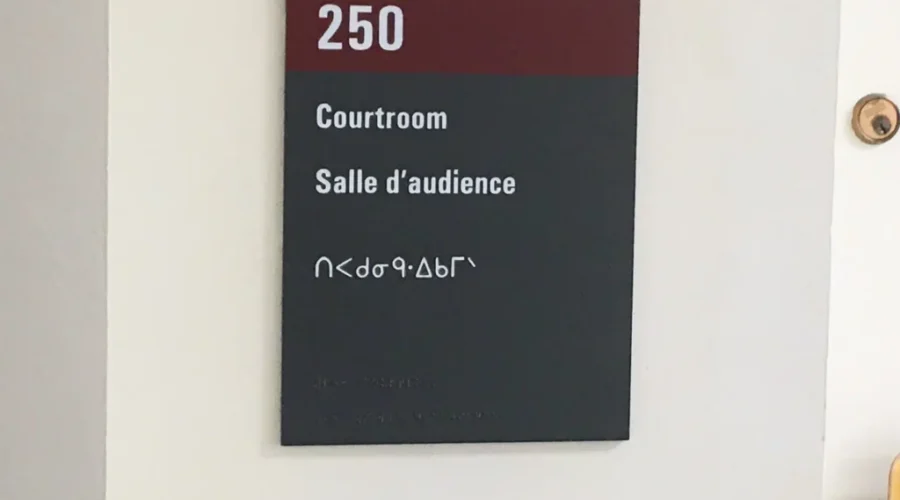 250
Courtroom
Salle d'audience
ᑎᐸᑯᓂᑫᐧᐃᑲᒥᐠ